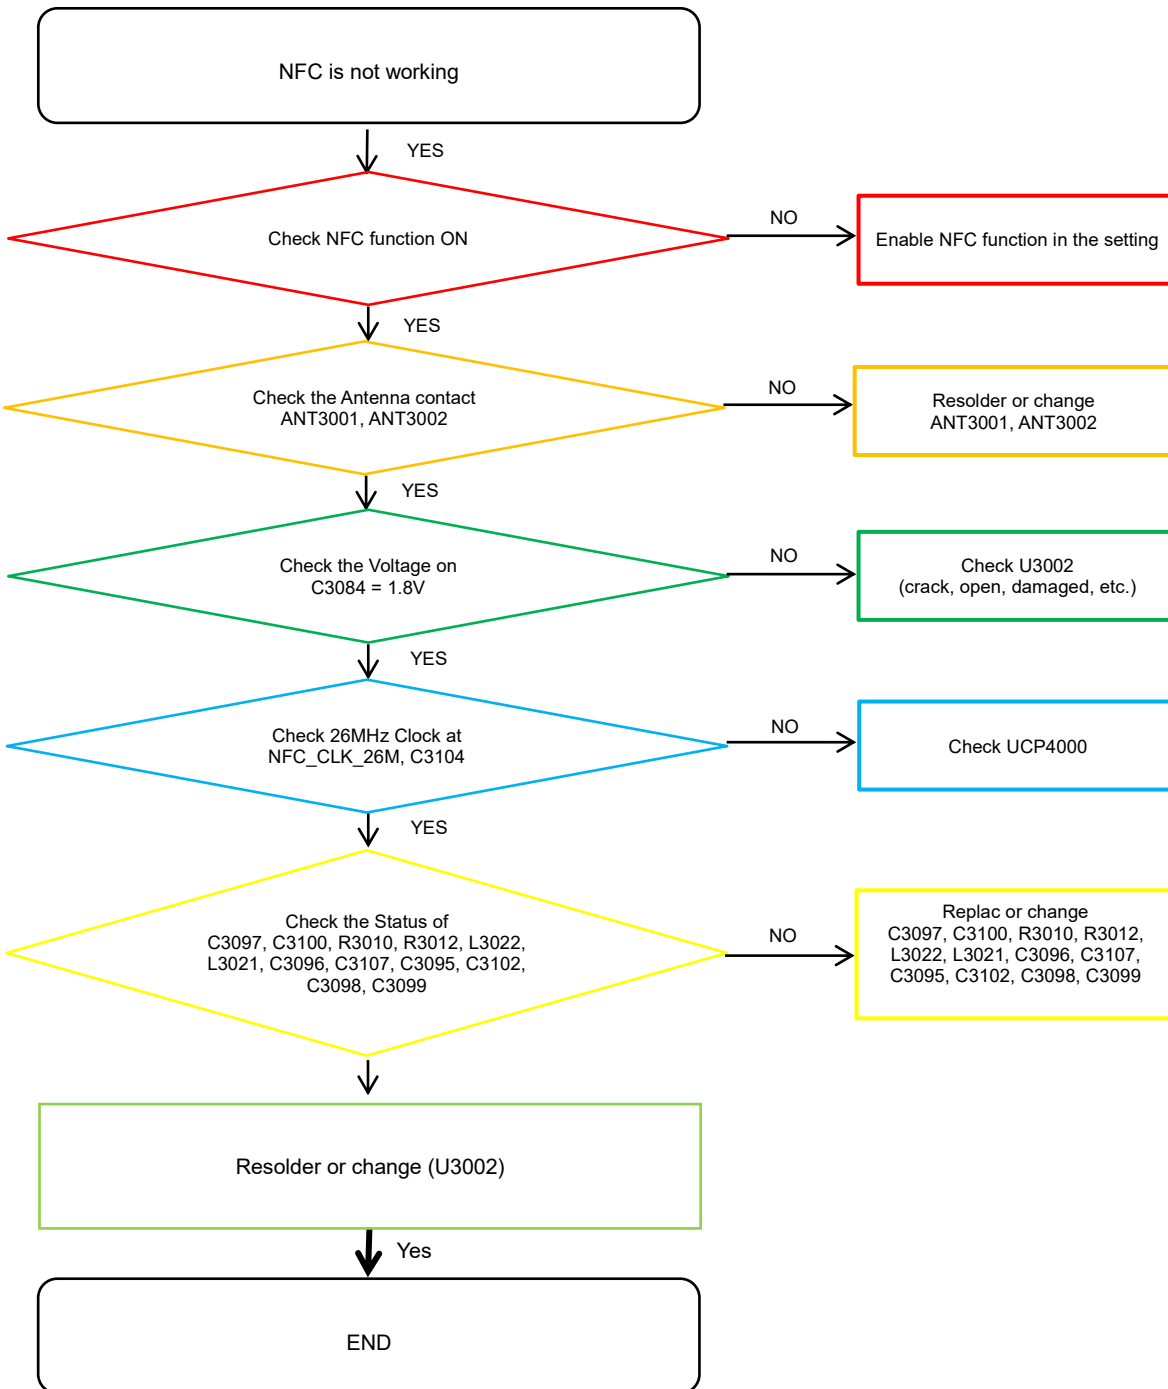 NFC is not working
YES
Check NFC function ON
NO
Enable NFC function in the setting
YES
Check the Antenna contact
ANT3001, ANT3002
NO
Resolder or change
ANT3001, ANT3002
YES
Check the Voltage on
C3084 = 1.8V
NO
Check U3002
(crack, open, damaged, etc.)
YES
Check 26MHz Clock at
NFC_CLK_26M, C3104
NO
Check UCP4000
YES
Check the Status of
C3097, C3100, R3010, R3012, L3022,
L3021, C3096, C3107, C3095, C3102,
C3098, C3099
NO
Replac or change
C3097, C3100, R3010, R3012,
L3022, L3021, C3096, C3107,
C3095, C3102, C3098, C3099
Resolder or change (U3002)
Yes
END